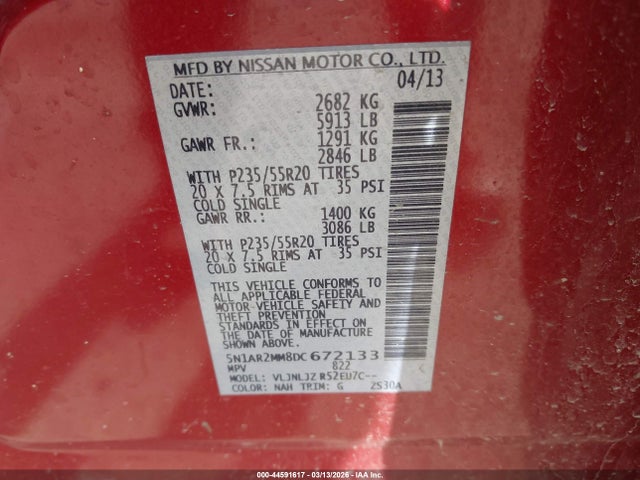 MFD BY NISSAN MOTOR CO., LTD.
DATE: 04/13
GVWR: 2682 KG
5913 LB
GAWR FR.: 1291 KG
2846 LB
WITH P235/55R20 TIRES
20 X 7.5 RIMS AT 35 PSI
COLD SINGLE
GAWR RR.: 1400 KG
3086 LB
WITH P235/55R20 TIRES
20 X 7.5 RIMS AT 35 PSI
COLD SINGLE
THIS VEHICLE CONFORMS TO
ALL APPLICABLE FEDERAL
MOTOR VEHICLE SAFETY AND
THEFT PREVENTION
STANDARDS IN EFFECT ON THE
DATE OF MANUFACTURE
SHOWN ABOVE.
5N1AR2MM8DC672133
MPV 822
MODEL: VLJNLJZ R52EU7C--
COLOR: NAH TRIM: G ZS30A
000-44591617 - 03/13/2026 - IAAI Copyright